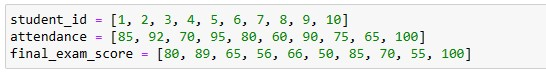 student_id = [1, 2, 3, 4, 5, 6, 7, 8, 9, 10]
attendance = [85, 92, 70, 95, 80, 60, 90, 75, 65, 100]
final_exam_score = [80, 89, 65, 56, 66, 50, 85, 70, 55, 100]